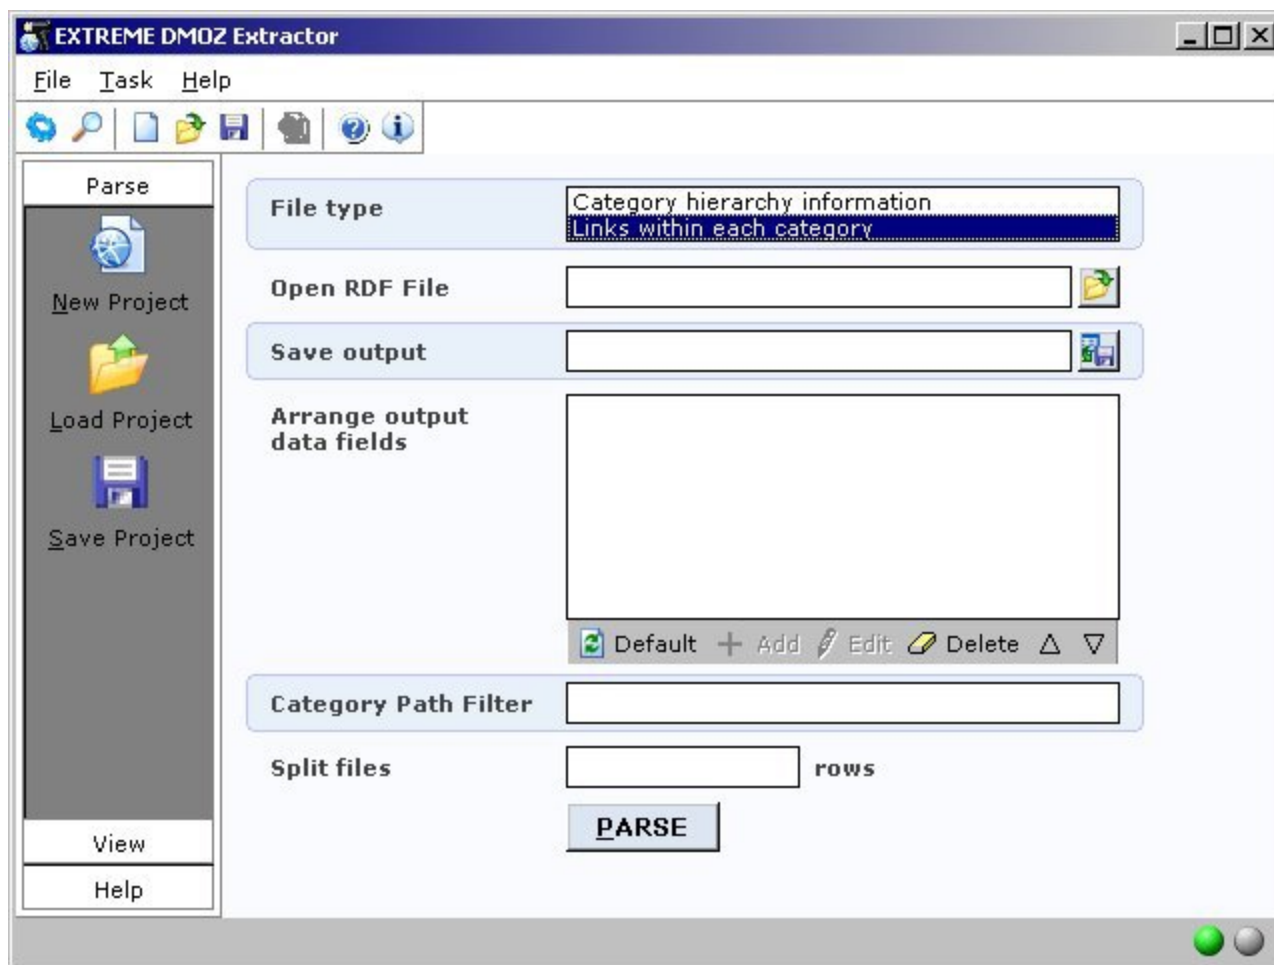 EXTREME DMOZ Extractor
File Task Help
Parse
New Project
Load Project
Save Project
View
Help
File type
Category hierarchy information
Links within each category
Open RDF File
Save output
Arrange output
data fields
Default Add Edit Delete
Category Path Filter
Split files rows
PARSE